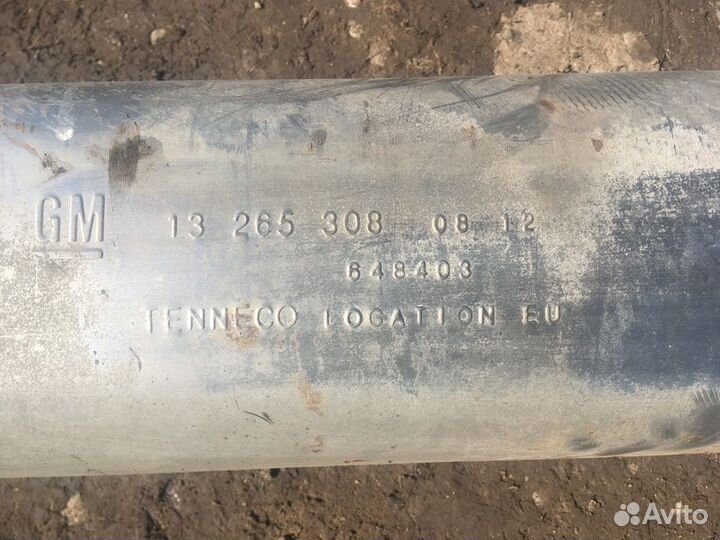 GM 13 265 308 08 12
648403
TENNECO LOCATION EU
Avito